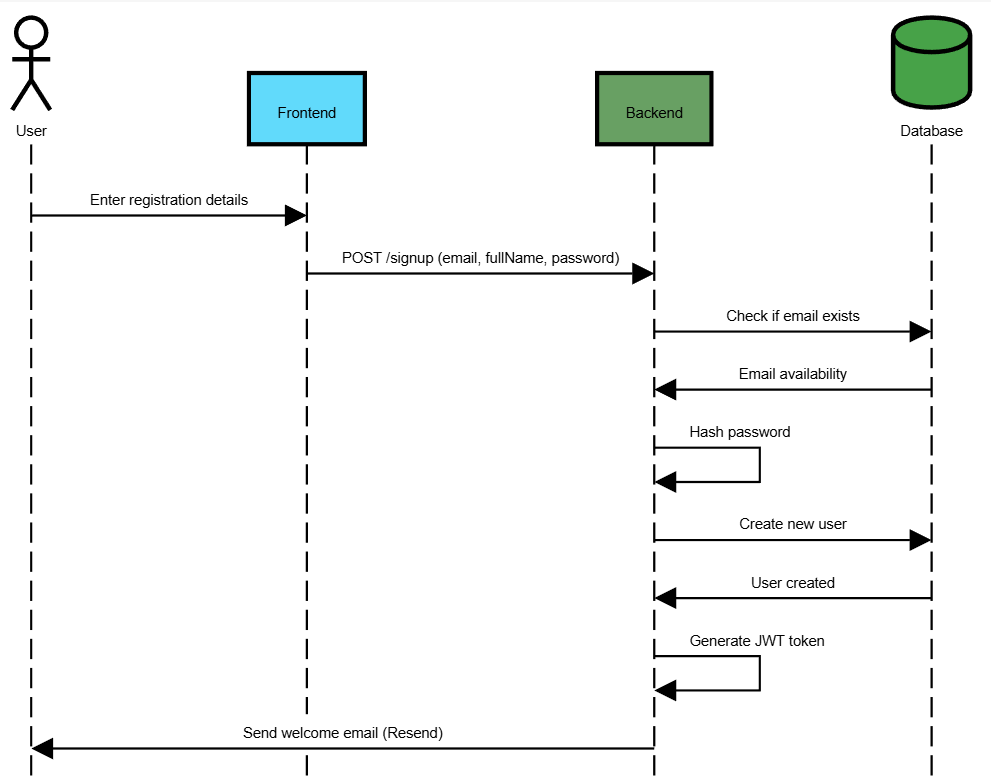 Frontend
Backend
User
Database
Enter registration details
POST /signup (email, fullName, password)
Check if email exists
Email availability
Hash password
Create new user
User created
Generate JWT token
Send welcome email (Resend)